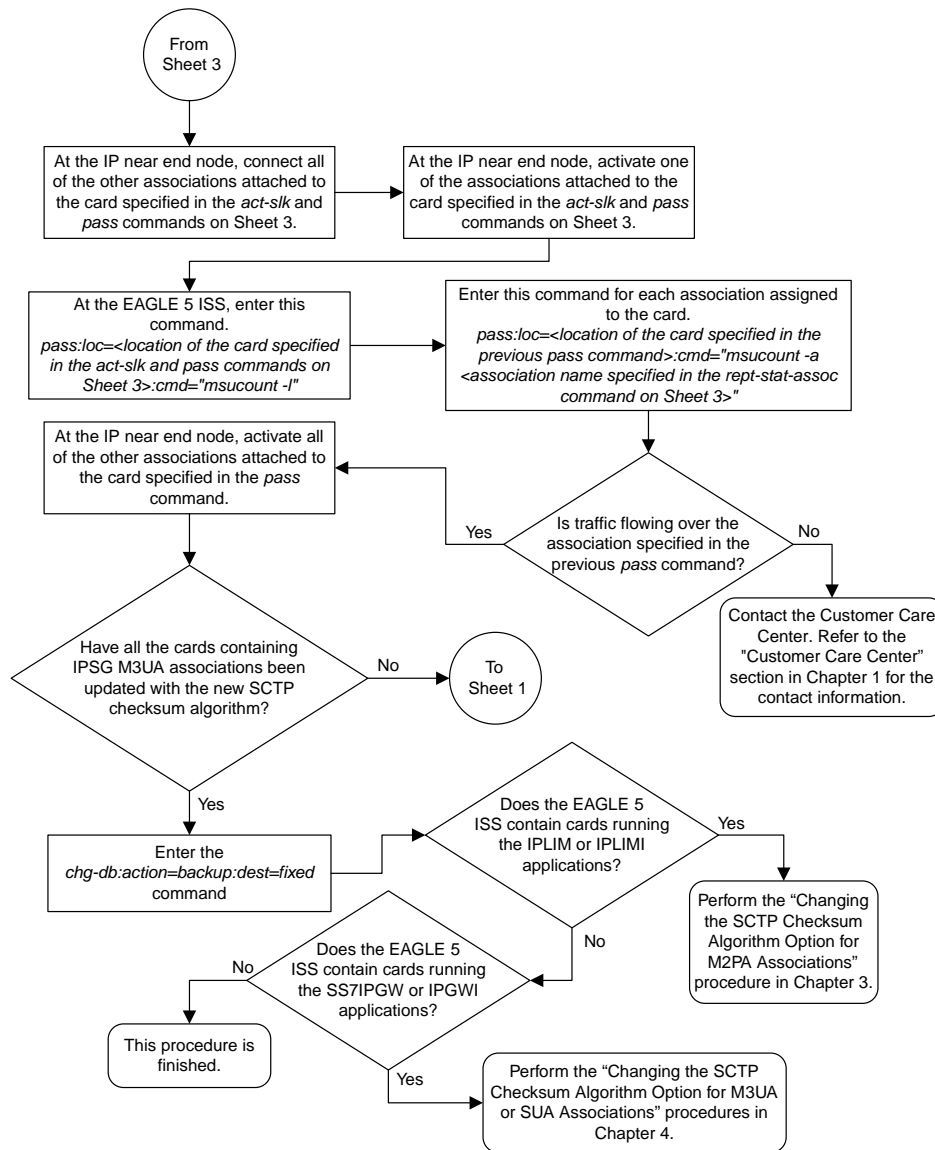 From
Sheet 3
At the IP near end node, connect all
of the other associations attached to
the card specified in the act-slk and
pass commands on Sheet 3.
At the IP near end node, activate one
of the associations attached to the
card specified in the act-slk and pass
commands on Sheet 3.
At the EAGLE 5 ISS, enter this
command.
pass:loc=<location of the card specified
in the act-slk and pass commands on
Sheet 3>:cmd="msucount -l"
Enter this command for each association assigned
to the card.
pass:loc=<location of the card specified in the
previous pass command>:cmd="msucount -a
<association name specified in the rept-stat-assoc
command on Sheet 3>"
At the IP near end node, activate all
of the other associations attached to
the card specified in the pass
command.
Yes
Is traffic flowing over the
association specified in the
previous pass command?
No
Contact the Customer Care
Center. Refer to the
"Customer Care Center”
section in Chapter 1 for the
contact information.
Have all the cards containing
IPSG M3UA associations been
updated with the new SCTP
checksum algorithm?
No
To
Sheet 1
Yes
Enter the
chg-db:action=backup:dest=fixed
command
Does the EAGLE 5
ISS contain cards running
the IPLIM or IPLIMI
applications?
Yes
Perform the “Changing
the SCTP Checksum
Algorithm Option for
M2PA Associations”
procedure in Chapter 3.
No
Does the EAGLE 5
ISS contain cards running
the SS7IPGW or IPGWI
applications?
No
This procedure is
finished.
Yes
Perform the “Changing the SCTP
Checksum Algorithm Option for M3UA
or SUA Associations” procedures in
Chapter 4.